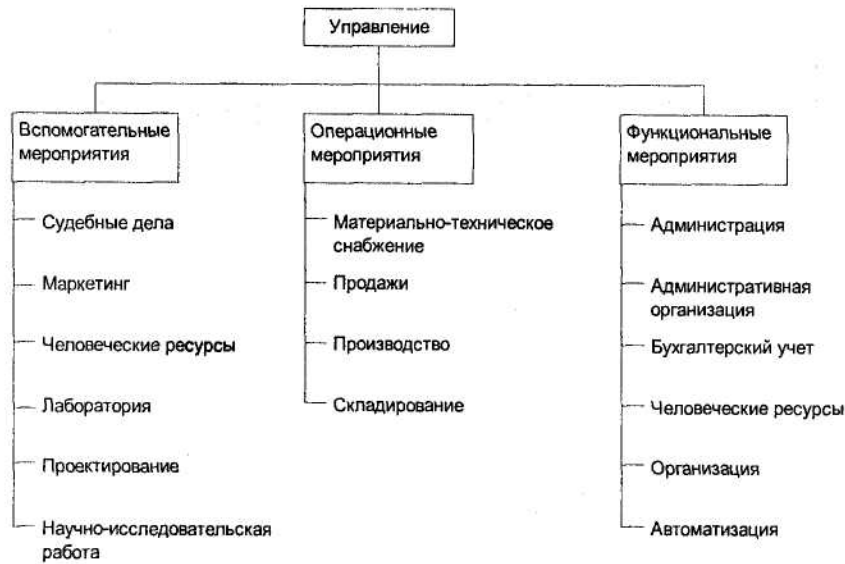 Управление
Вспомогательные
мероприятия
Судебные дела
Маркетинг
Человеческие ресурсы
Лаборатория
Проектирование
Научно-исследовательская
работа
Операционные
мероприятия
Материально-техническое
снабжение
Продажи
Производство
Складирование
Функциональные
мероприятия
Администрация
Административная
организация
Бухгалтерский учет
Человеческие ресурсы
Организация
Автоматизация